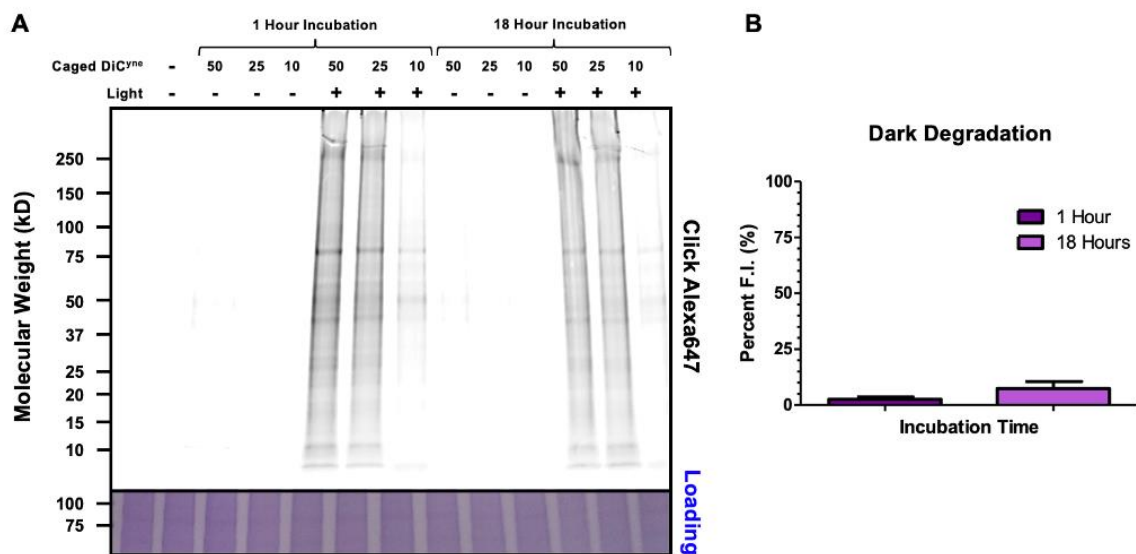 A
1 Hour Incubation 18 Hour Incubation
Caged DiCyne - 50 25 10 50 25 10 50 25 10 50 25 10
Light - - - - + + + - - - + + +
Molecular Weight (kD)
250
150
100
75
50
37
25
20
15
10
100
75
Click Alexa647
Loading
B
Dark Degradation
Percent F.I. (%)
100
75
50
25
0
1 Hour
18 Hours
Incubation Time